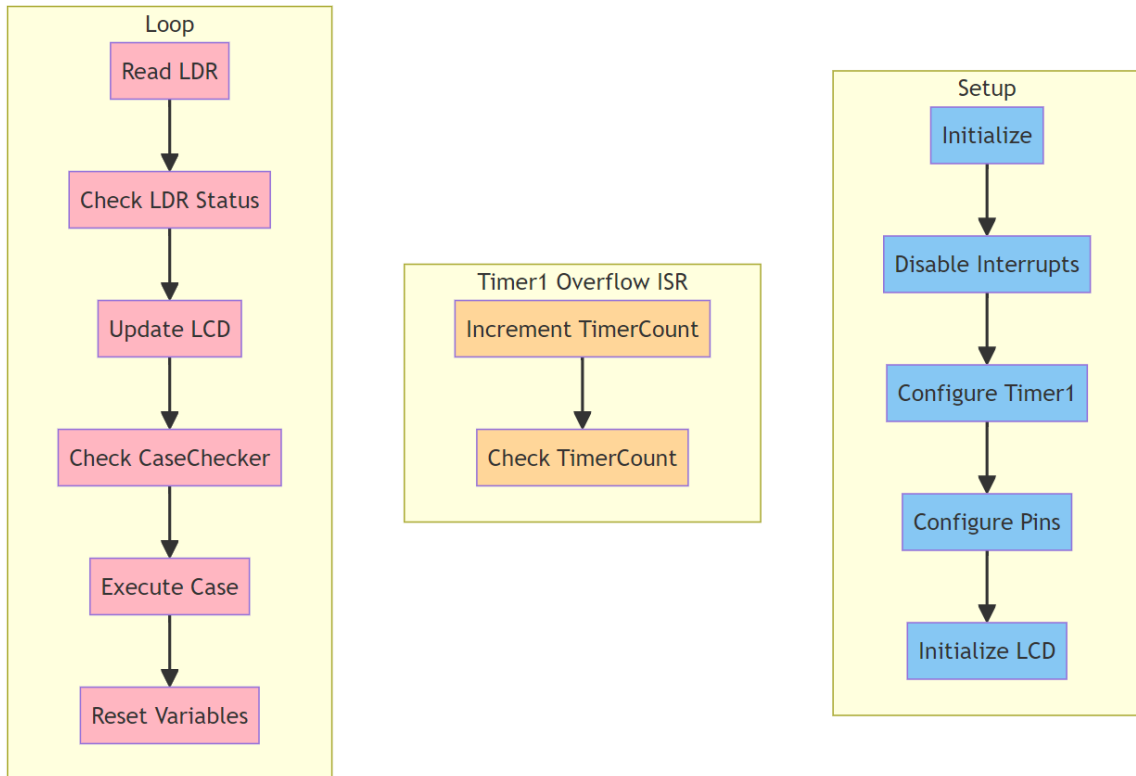 Loop
Read LDR
Check LDR Status
Update LCD
Check CaseChecker
Execute Case
Reset Variables
Timer1 Overflow ISR
Increment TimerCount
Check TimerCount
Setup
Initialize
Disable Interrupts
Configure Timer1
Configure Pins
Initialize LCD